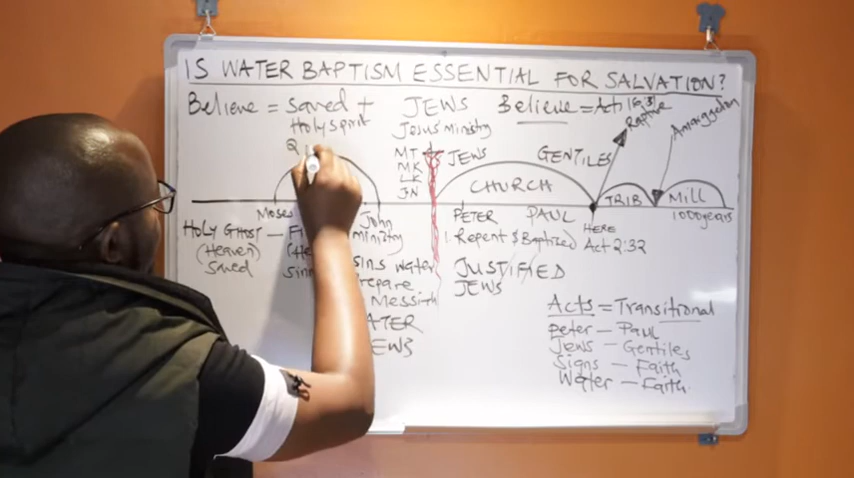 IS WATER BAPTISM ESSENTIAL FOR SALVATION?
Believe = saved +
Holy spirit
JEWS
Jesus' ministry
MT
MK
LK
JN
Believe = Act 16:31
Rapture
Armageddon
JEWS
GENTILES
CHURCH
TRIB
Mill
1000years
Moses
John
ministry
HOLY GHOST —
(Heaven)
Saved
sins water
Messiah
PETER
PAUL
1. Repent & Baptized)
HERE
Act 2:32
JUSTIFIED
JEWS
Acts = Transitional
peter — Paul
Jews — Gentiles
Signs — Faith
Water — Faith.